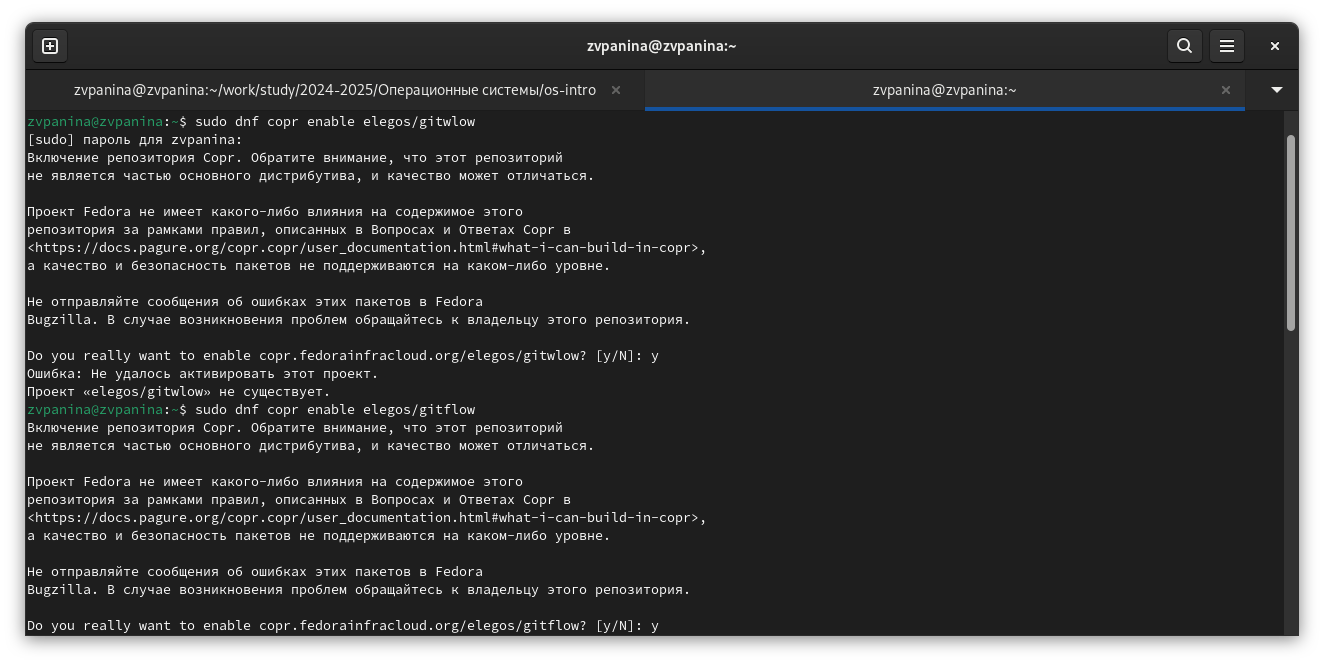 zvpanina@zvpanina:~
zvpanina@zvpanina:~/work/study/2024-2025/Операционные системы/os-intro
zvpanina@zvpanina:~
zvpanina@zvpanina:~$ sudo dnf copr enable elegos/gitwlow
[sudo] пароль для zvpanina:
Включение репозитория Copr. Обратите внимание, что этот репозиторий
не является частью основного дистрибутива, и качество может отличаться.
Проект Fedora не имеет какого-либо влияния на содержимое этого
репозитория за рамками правил, описанных в Вопросах и Ответах Copr в
<https://docs.pagure.org/copr.copr/user_documentation.html#what-i-can-build-in-copr>,
а качество и безопасность пакетов не поддерживаются на каком-либо уровне.
Не отправляйте сообщения об ошибках этих пакетов в Fedora
Bugzilla. В случае возникновения проблем обращайтесь к владельцу этого репозитория.
Do you really want to enable copr.fedorainfracloud.org/elegos/gitwlow? [y/N]: y
Ошибка: Не удалось активировать этот проект.
Проект «elegos/gitwlow» не существует.
zvpanina@zvpanina:~$ sudo dnf copr enable elegos/gitflow
Включение репозитория Copr. Обратите внимание, что этот репозиторий
не является частью основного дистрибутива, и качество может отличаться.
Проект Fedora не имеет какого-либо влияния на содержимое этого
репозитория за рамками правил, описанных в Вопросах и Ответах Copr в
<https://docs.pagure.org/copr.copr/user_documentation.html#what-i-can-build-in-copr>,
а качество и безопасность пакетов не поддерживаются на каком-либо уровне.
Не отправляйте сообщения об ошибках этих пакетов в Fedora
Bugzilla. В случае возникновения проблем обращайтесь к владельцу этого репозитория.
Do you really want to enable copr.fedorainfracloud.org/elegos/gitflow? [y/N]: y